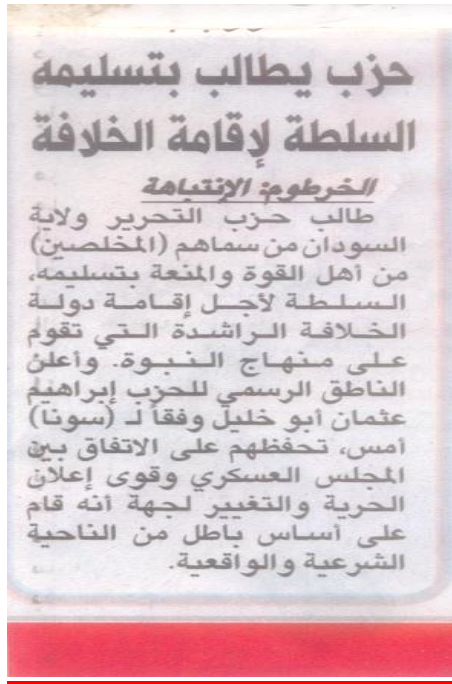 حزب يطالب بتسليمه
السلطة لإقامة الخلافة
الخرطوم: الإنتباهة
طالب حزب التحرير ولاية
السودان من سماهم (المخلصين)
من أهل القوة والمنعة بتسليمه،
السلطة لأجل إقامة دولة
الخلافة الراشدة التي تقوم
على منهاج النبوة. وأعلن
الناطق الرسمي للحزب إبراهيم
عثمان أبو خليل وفقاً لـ (سونا)
أمس، تحفظهم على الاتفاق بين
المجلس العسكري وقوى إعلان
الحرية والتغيير لجهة أنه قام
على أساس باطل من الناحية
الشرعية والواقعية.